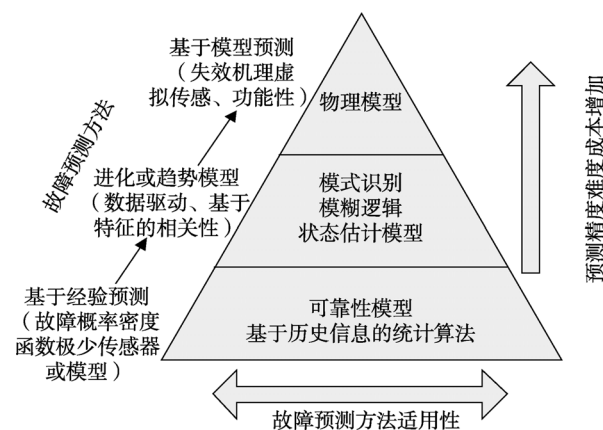 基于模型预测
（失效机理虚
拟传感、功能性）
物理模型
故障预测方法
进化或趋势模型
（数据驱动、基于
特征的相关性）
模式识别
模糊逻辑
状态估计模型
预测精度难度成本增加
基于经验预测
（故障概率密度
函数极少传感器
或模型）
可靠性模型
基于历史信息的统计算法
故障预测方法适用性